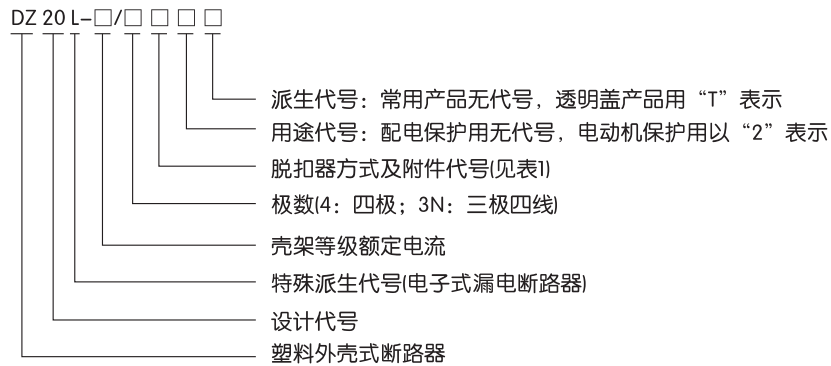 DZ20L-□/□□□□
派生代号：常用产品无代号，透明盖产品用“T”表示
用途代号：配电保护用无代号，电动机保护用以“2”表示
脱扣器方式及附件代号(见表1)
极数(4：四极；3N：三极四线)
壳架等级额定电流
特殊派生代号(电子式漏电断路器)
设计代号
塑料外壳式断路器